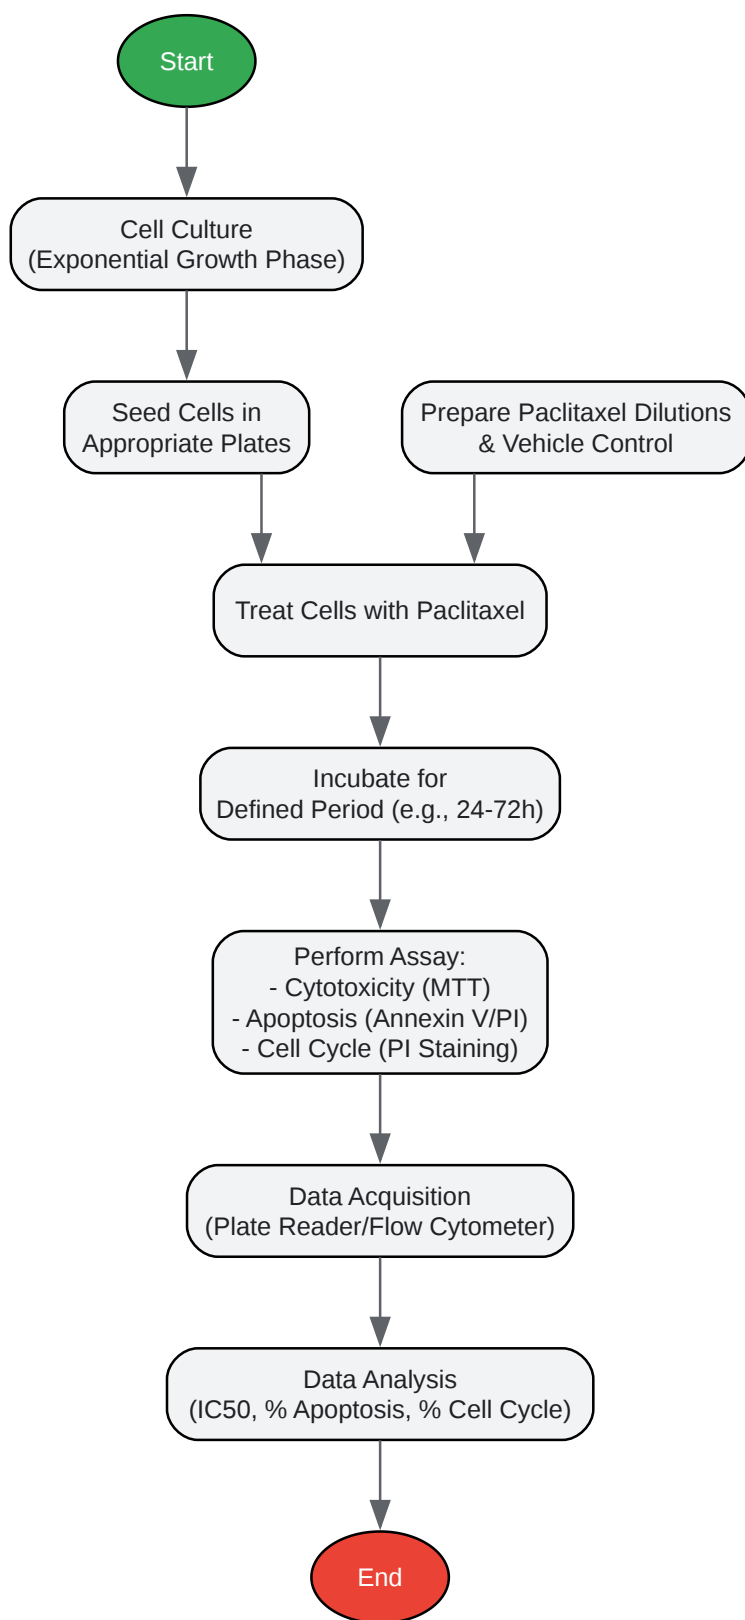 Start
Cell Culture
(Exponential Growth Phase)
Seed Cells in
Appropriate Plates
Prepare Paclitaxel Dilutions
& Vehicle Control
Treat Cells with Paclitaxel
Incubate for
Defined Period (e.g., 24-72h)
Perform Assay:
- Cytotoxicity (MTT)
- Apoptosis (Annexin V/PI)
- Cell Cycle (PI Staining)
Data Acquisition
(Plate Reader/Flow Cytometer)
Data Analysis
(IC50, % Apoptosis, % Cell Cycle)
End